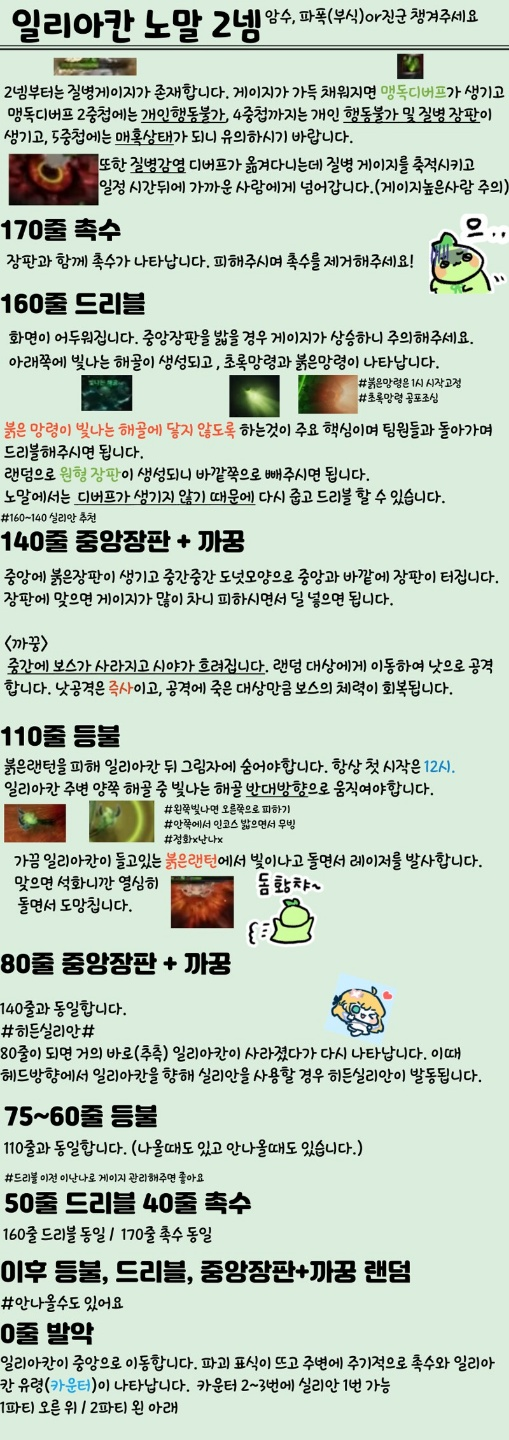 일리아칸 노말 2넴 암수, 파폭(부식)or진군 챙겨주세요
2넴부터는 질병게이지가 존재합니다. 게이지가 가득 채워지면 맹독디버프가 생기고
맹독디버프 2중첩에는 개인행동불가, 4중첩까지는 개인 행동불가 및 질병 장판이
생기고, 5중첩에는 매혹상태가 되니 유의하시기 바랍니다.
또한 질병감염 디버프가 옮겨다니는데 질병 게이지를 축적시키고
일정 시간뒤에 가까운 사람에게 넘어갑니다.(게이지높은사람 주의)
170줄 촉수
으..
장판과 함께 촉수가 나타납니다. 피해주시며 촉수를 제거해주세요!
160줄 드리블
화면이 어두워집니다. 중앙장판을 밟을 경우 게이지가 상승하니 주의해주세요.
아래쪽에 빛나는 해골이 생성되고, 초록망령과 붉은망령이 나타납니다.
빛나는 해골
#붉은망령은 1시 시작고정
#초록망령 공포조심
붉은 망령이 빛나는 해골에 닿지 않도록 하는것이 주요 핵심이며 팀원들과 돌아가며
드리블해주시면 됩니다.
랜덤으로 원형 장판이 생성되니 바깥쪽으로 빼주시면 됩니다.
노말에서는 디버프가 생기지 않기 때문에 다시 줍고 드리블 할 수 있습니다.
#160~140 실리안 추천
140줄 중앙장판 + 까꿍
중앙에 붉은장판이 생기고 중간중간 도넛모양으로 중앙과 바깥에 장판이 터집니다.
장판에 맞으면 게이지가 많이 차니 피하시면서 딜 넣으면 됩니다.
<까꿍>
중간에 보스가 사라지고 시야가 흐려집니다. 랜덤 대상에게 이동하여 낫으로 공격
합니다. 낫공격은 즉사이고, 공격에 죽은 대상만큼 보스의 체력이 회복됩니다.
110줄 등불
붉은랜턴을 피해 일리아칸 뒤 그림자에 숨어야합니다. 항상 첫 시작은 12시.
일리아칸 주변 양쪽 해골 중 빛나는 해골 반대방향으로 움직여야합니다.
#왼쪽빛나면 오른쪽으로 피하기
#안쪽에서 인코스 밟으면서 무빙
#정화x난나x
가끔 일리아칸이 들고있는 붉은랜턴에서 빛이나고 돌면서 레이저를 발사합니다.
맞으면 석화니깐 열심히
돌면서 도망칩니다.
돔황챠~
80줄 중앙장판 + 까꿍
140줄과 동일합니다.
#히든실리안#
80줄이 되면 거의 바로(추측) 일리아칸이 사라졌다가 다시 나타납니다. 이때
헤드방향에서 일리아칸을 향해 실리안을 사용할 경우 히든실리안이 발동됩니다.
75~60줄 등불
110줄과 동일합니다. (나올때도 있고 안나올때도 있습니다.)
#드리블 이전 이난나로 게이지 관리해주면 좋아요
50줄 드리블 40줄 촉수
160줄 드리블 동일 / 170줄 촉수 동일
이후 등불, 드리블, 중앙장판+까꿍 랜덤
#안나올수도 있어요
0줄 발악
일리아칸이 중앙으로 이동합니다. 파괴 표식이 뜨고 주변에 주기적으로 촉수와 일리아
칸 유령(카운터)이 나타납니다. 카운터 2~3번에 실리안 1번 가능
1파티 오른 위 / 2파티 왼 아래